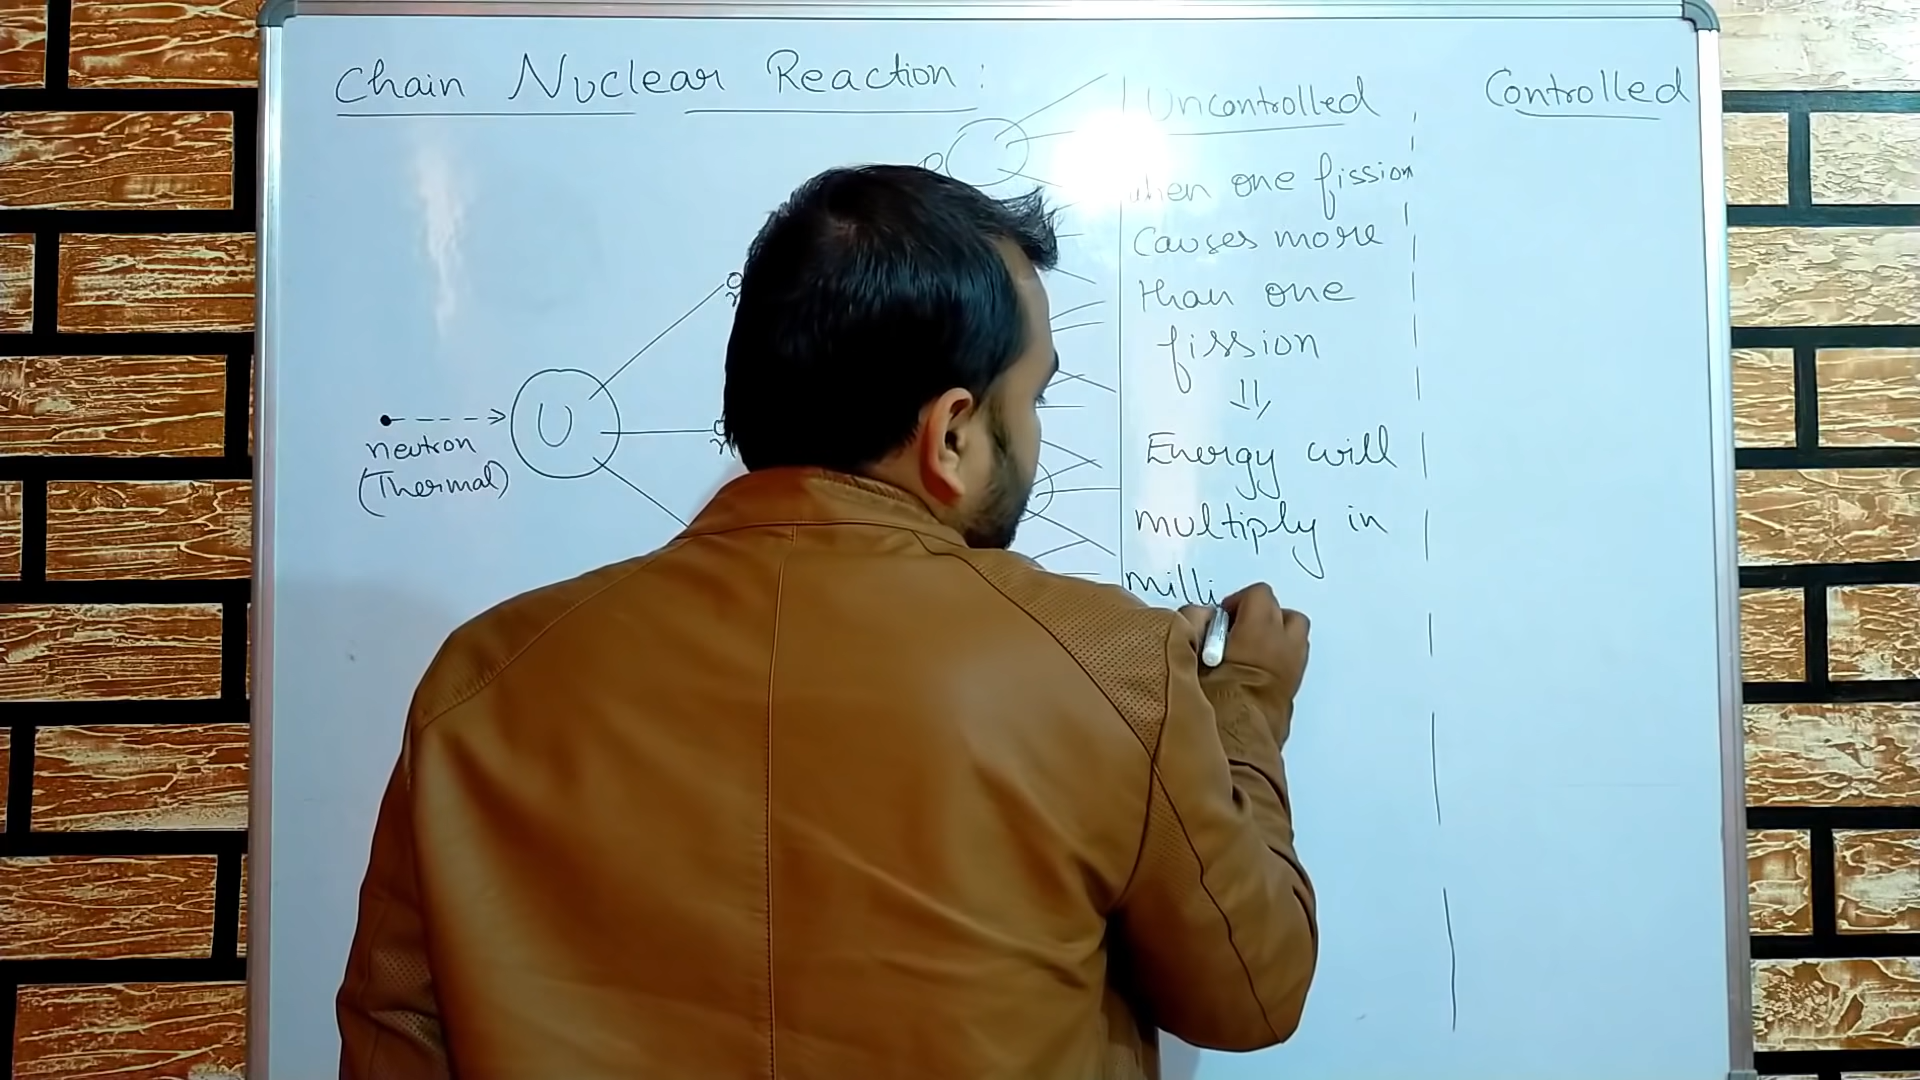 Chain Nuclear Reaction :
U
neutron
(Thermal)
n
n
Uncontrolled
when one fission
causes more
than one
fission
⇓
Energy will
multiply in
milli
Controlled